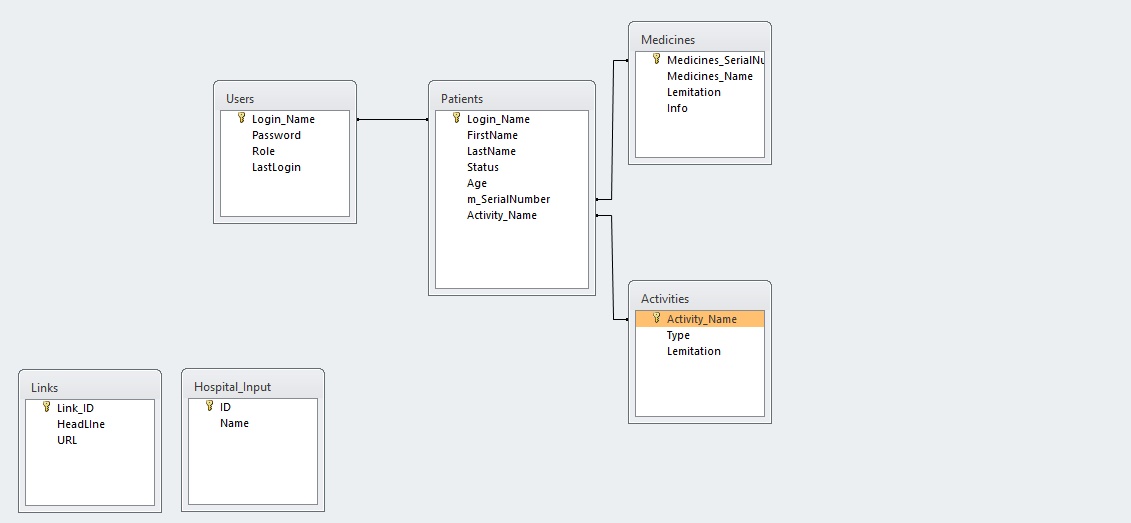 Users
Login_Name
Password
Role
LastLogin
Patients
Login_Name
FirstName
LastName
Status
Age
m_SerialNumber
Activity_Name
Medicines
Medicines_SerialNu
Medicines_Name
Lemitation
Info
Activities
Activity_Name
Type
Lemitation
Links
Link_ID
HeadLIne
URL
Hospital_Input
ID
Name